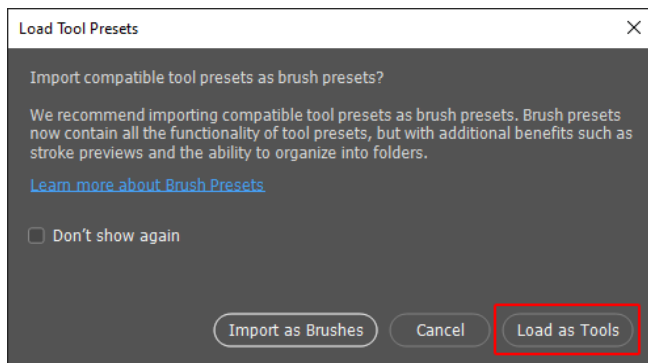 Load Tool Presets
Import compatible tool presets as brush presets?
We recommend importing compatible tool presets as brush presets. Brush presets
now contain all the functionality of tool presets, but with additional benefits such as
stroke previews and the ability to organize into folders.
Learn more about Brush Presets
Don't show again
Import as Brushes Cancel Load as Tools